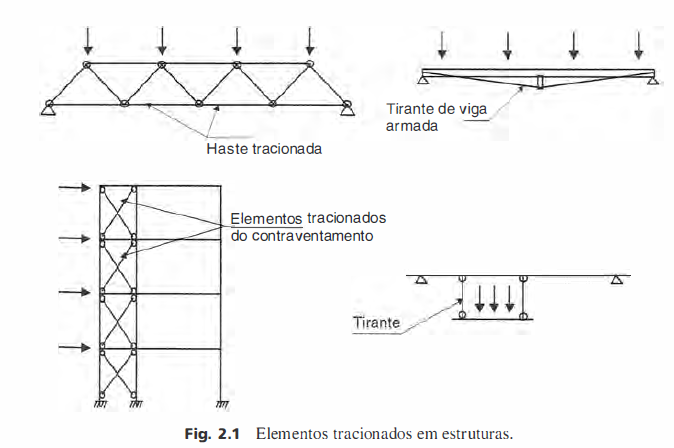 Haste tracionada
Tirante de viga
armada
Elementos tracionados
do contraventamento
Tirante
Fig. 2.1 Elementos tracionados em estruturas.